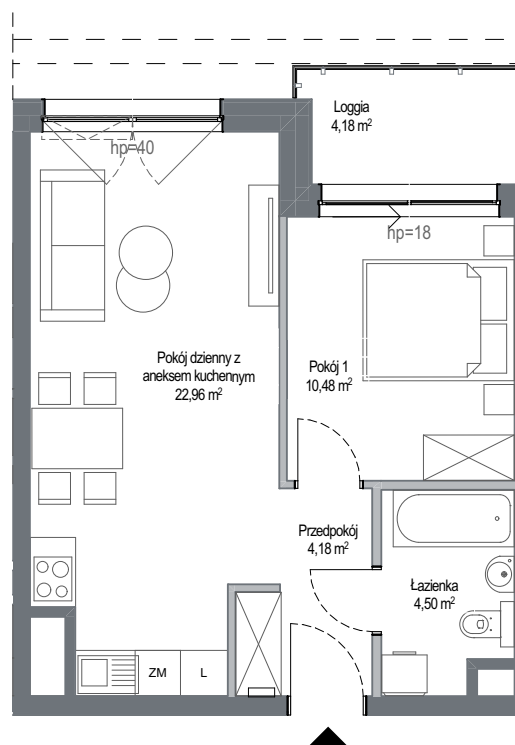 Loggia
4,18 m²
hp=40
hp=18
Pokój dzienny z
aneksem kuchennym
22,96 m²
Pokój 1
10,48 m²
Przedpokój
4,18 m²
Łazienka
4,50 m²
ZM
L